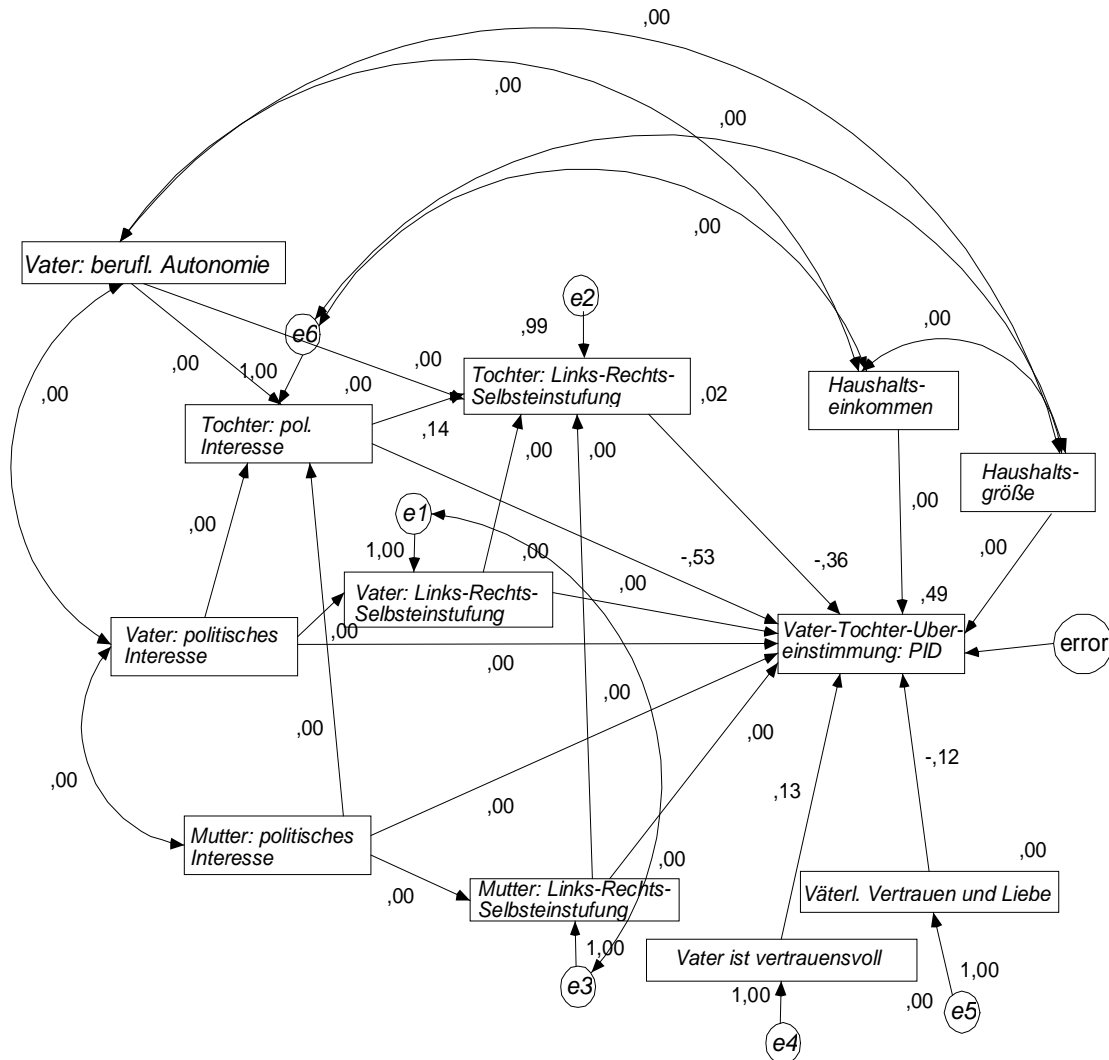 ,00
,00
,00
,00
Vater: berufl. Autonomie
e2
e6
,99
,00
,00
,00
1,00
,00
,00
Tochter: Links-Rechts-
Selbsteinstufung
,02
Haushalts-
einkommen
Tochter: pol.
Interesse
,14
,00
,00
Haushalts-
größe
,00
e1
,00
,00
1,00
,00
-,53
-,36
,00
,49
Vater: Links-Rechts-
Selbsteinstufung
Vater: politisches
Interesse
,00
,00
Vater-Tochter-Uber-
einstimmung: PID
error
,00
,00
,00
,00
,00
-,12
,13
,00
Mutter: politisches
Interesse
,00
,00
,00
Mutter: Links-Rechts-
Selbsteinstufung
Väterl. Vertrauen und Liebe
1,00
Vater ist vertrauensvoll
1,00
e3
1,00
,00
e5
e4